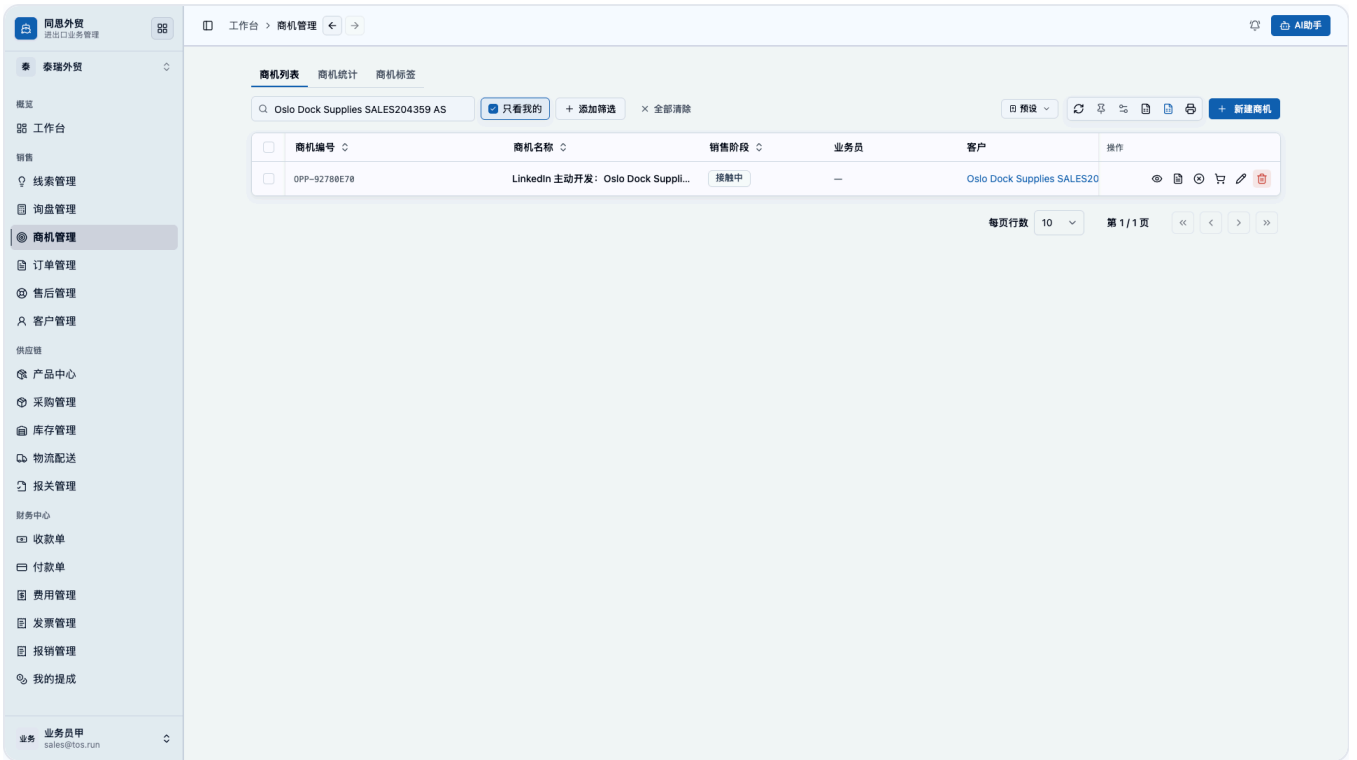 同恩外贸
进出口业务管理
泰 泰瑞外贸
概览
工作台
销售
线索管理
询盘管理
商机管理
订单管理
售后管理
客户管理
供应链
产品中心
采购管理
库存管理
物流配送
报关管理
财务中心
收款单
付款单
费用管理
发票管理
报销管理
我的提成
业务 业务员甲
sales@tos.run
工作台 > 商机管理
AI助手
商机列表 商机统计 商机标签
Oslo Dock Supplies SALES204359 AS 只看我的 + 添加筛选 × 全部清除 预设 + 新建商机
商机编号 商机名称 销售阶段 业务员 客户 操作
OPP-92780E70 LinkedIn 主动开发：Oslo Dock Suppli... 接触中 — Oslo Dock Supplies SALES20
每页行数 10 第 1 / 1 页